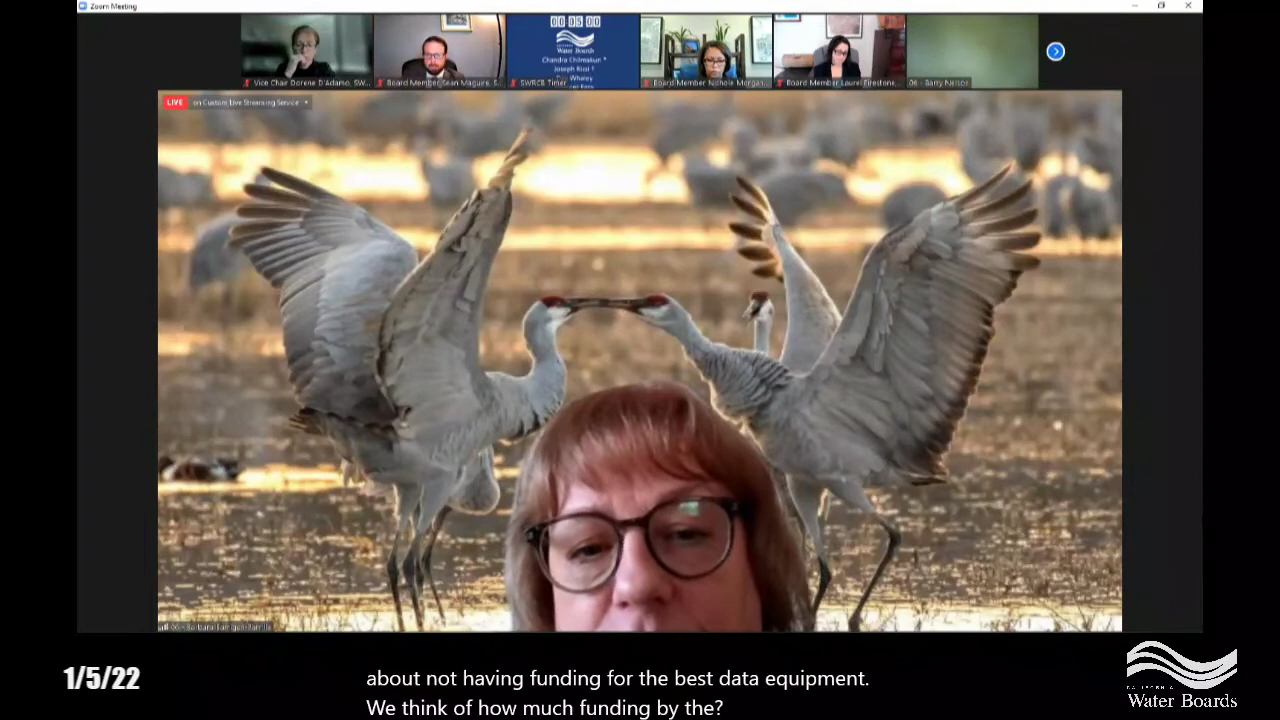 Zoom Meeting
00 05 00
Water Boards
Chandra Chilmakuri
Joseph Rizzi
Whaley
Vice Chair Dorene D'Adamo, SW...
Board Member Sean Maguire, S...
SWRCB Timer
Board Member Nichole Morgan...
Board Member Laurel Firestone...
06 - Barry Nelson
LIVE on Custom Live Streaming Service
about not having funding for the best data equipment.
We think of how much funding by the?
1/5/22
CALIFORNIA
Water Boards